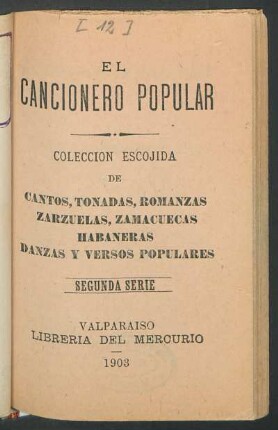 [12]
EL
CANCIONERO POPULAR
COLECCION ESCOJIDA
DE
CANTOS, TONADAS, ROMANZAS
ZARZUELAS, ZAMACUECAS
HABANERAS
DANZAS Y VERSOS POPULARES
SEGUNDA SERIE
VALPARAISO
LIBRERIA DEL MERCURIO
1903